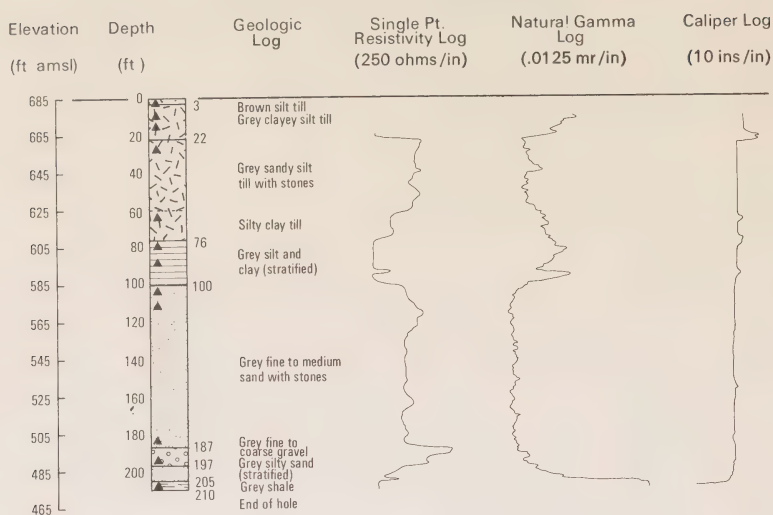 Elevation
(ft amsl)
Depth
(ft)
Geologic
Log
Single Pt.
Resistivity Log
(250 ohms/in)
Natural Gamma
Log
(.0125 mr/in)
Caliper Log
(10 ins/in)
685
665
645
625
605
585
565
545
525
505
485
465
0
20
40
60
80
100
120
140
160
180
200
3
22
76
100
187
197
205
210
Brown silt till
Grey clayey silt till
Grey sandy silt
till with stones
Silty clay till
Grey silt and
clay (stratified)
Grey fine to medium
sand with stones
Grey fine to
coarse gravel
Grey silty sand
(stratified)
Grey shale
End of hole